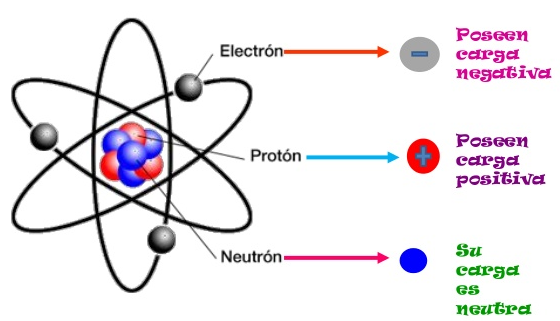 Electrón
Poseen
carga
negativa
Protón
Poseen
carga
positiva
Neutrón
Su
carga
es
neutra